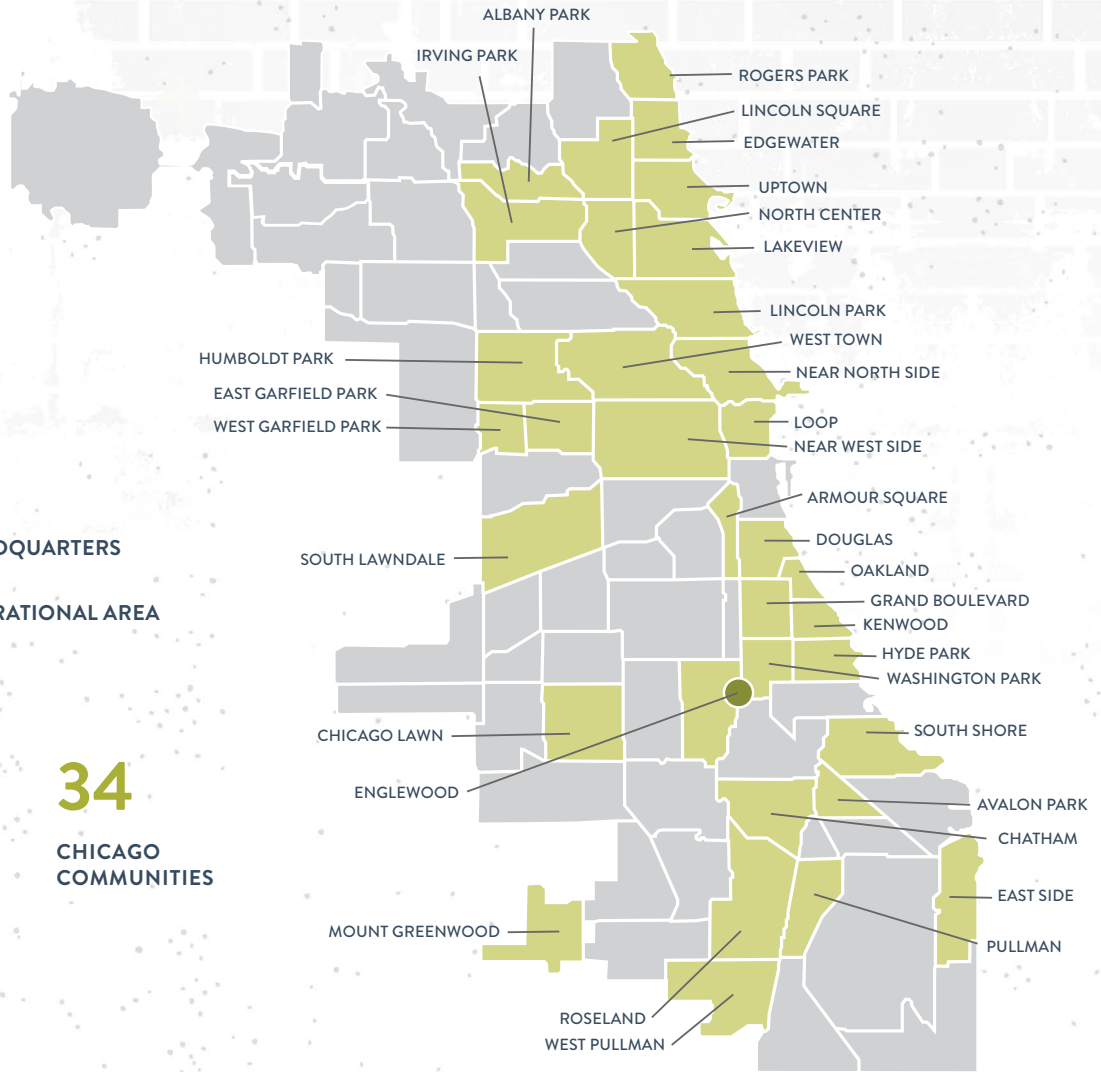 ALBANY PARK
IRVING PARK
ROGERS PARK
LINCOLN SQUARE
EDGEWATER
UPTOWN
NORTH CENTER
LAKEVIEW
LINCOLN PARK
WEST TOWN
HUMBOLDT PARK
NEAR NORTH SIDE
EAST GARFIELD PARK
WEST GARFIELD PARK
LOOP
NEAR WEST SIDE
ARMOUR SQUARE
DOUGLAS
DQUARTERS
SOUTH LAWNDALE
OAKLAND
GRAND BOULEVARD
RATIONAL AREA
KENWOOD
HYDE PARK
WASHINGTON PARK
SOUTH SHORE
CHICAGO LAWN
34
ENGLEWOOD
AVALON PARK
CHATHAM
CHICAGO
COMMUNITIES
EAST SIDE
MOUNT GREENWOOD
PULLMAN
ROSELAND
WEST PULLMAN